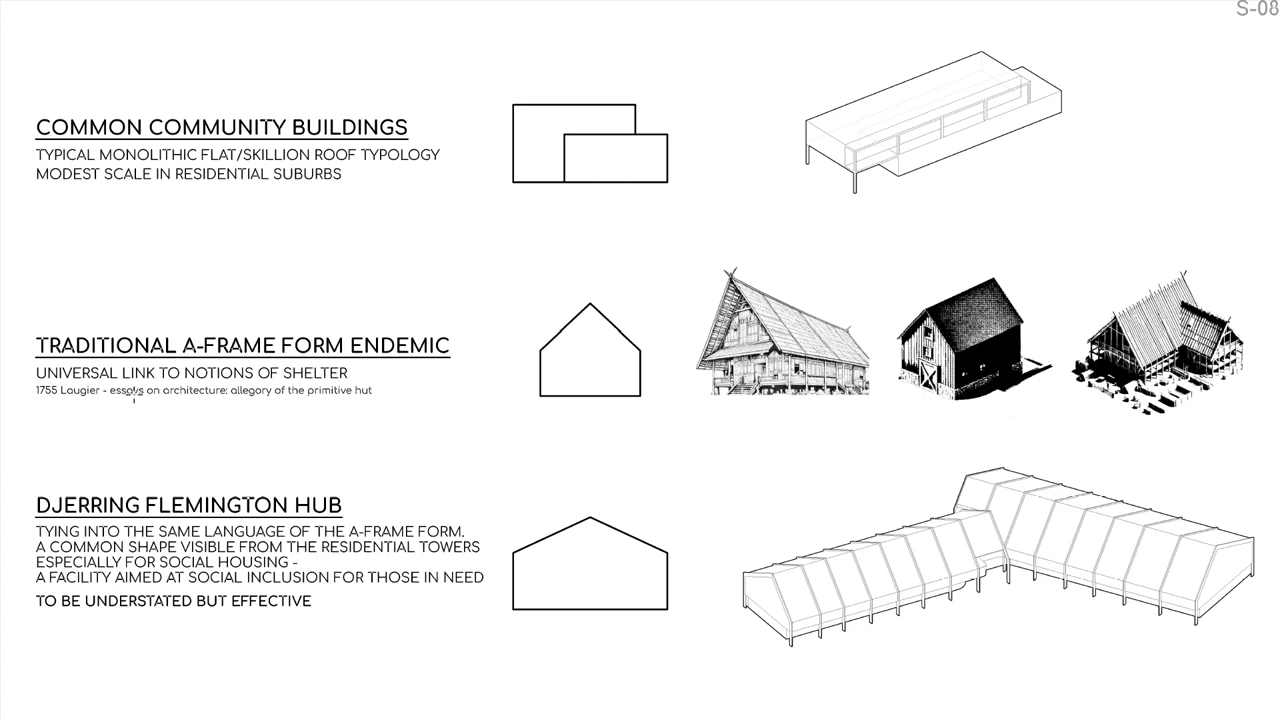 S-08
COMMON COMMUNITY BUILDINGS
TYPICAL MONOLITHIC FLAT/SKILLION ROOF TYPOLOGY
MODEST SCALE IN RESIDENTIAL SUBURBS
TRADITIONAL A-FRAME FORM ENDEMIC
UNIVERSAL LINK TO NOTIONS OF SHELTER
1755 Laugier - essays on architecture: allegory of the primitive hut
DJERRING FLEMINGTON HUB
TYING INTO THE SAME LANGUAGE OF THE A-FRAME FORM.
A COMMON SHAPE VISIBLE FROM THE RESIDENTIAL TOWERS
ESPECIALLY FOR SOCIAL HOUSING -
A FACILITY AIMED AT SOCIAL INCLUSION FOR THOSE IN NEED
TO BE UNDERSTATED BUT EFFECTIVE